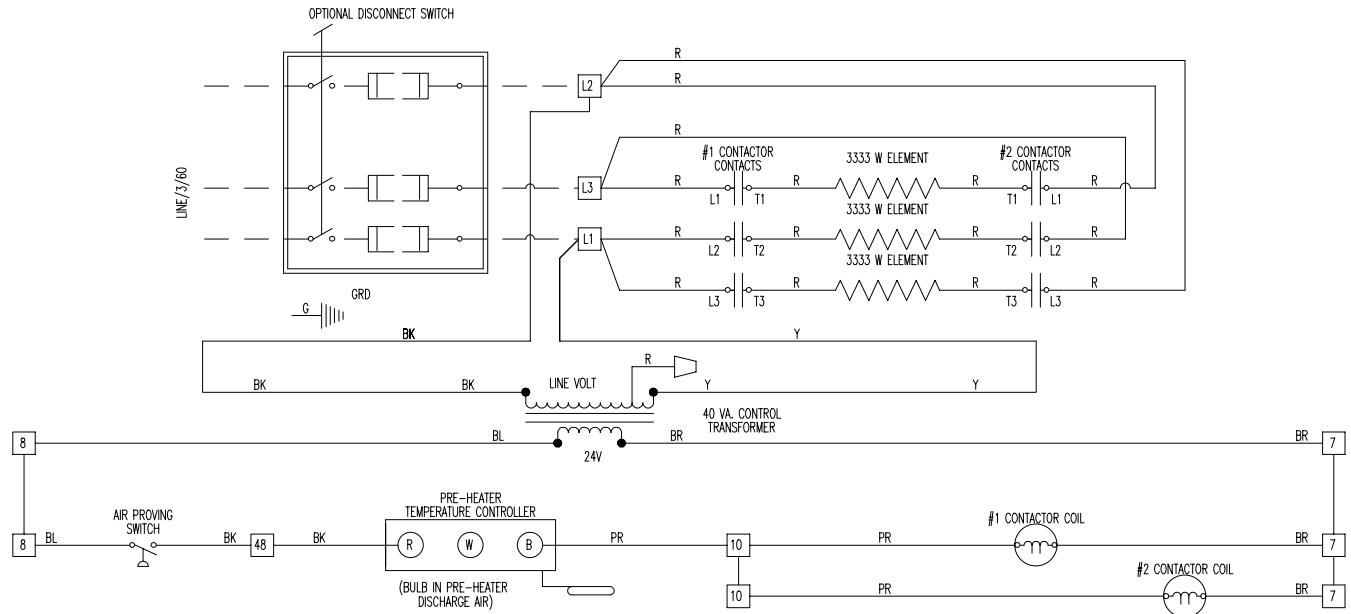 OPTIONAL DISCONNECT SWITCH
R
L2
R
R
LINE/3/60
#1 CONTACTOR
CONTACTS
3333 W ELEMENT
#2 CONTACTOR
CONTACTS
L3
R
R
R
R
L1
T1
T1
L1
3333 W ELEMENT
L1
R
R
R
R
L2
T2
T2
L2
3333 W ELEMENT
R
R
R
R
L3
T3
T3
L3
GRD
G
BK
Y
R
BK
BK
LINE VOLT
Y
Y
40 VA. CONTROL
TRANSFORMER
8
BL
BR
BR
7
24V
PRE-HEATER
TEMPERATURE CONTROLLER
AIR PROVING
SWITCH
#1 CONTACTOR COIL
8
BL
BK
48
BK
R
W
B
PR
10
PR
BR
7
#2 CONTACTOR COIL
(BULB IN PRE-HEATER
DISCHARGE AIR)
10
PR
BR
7